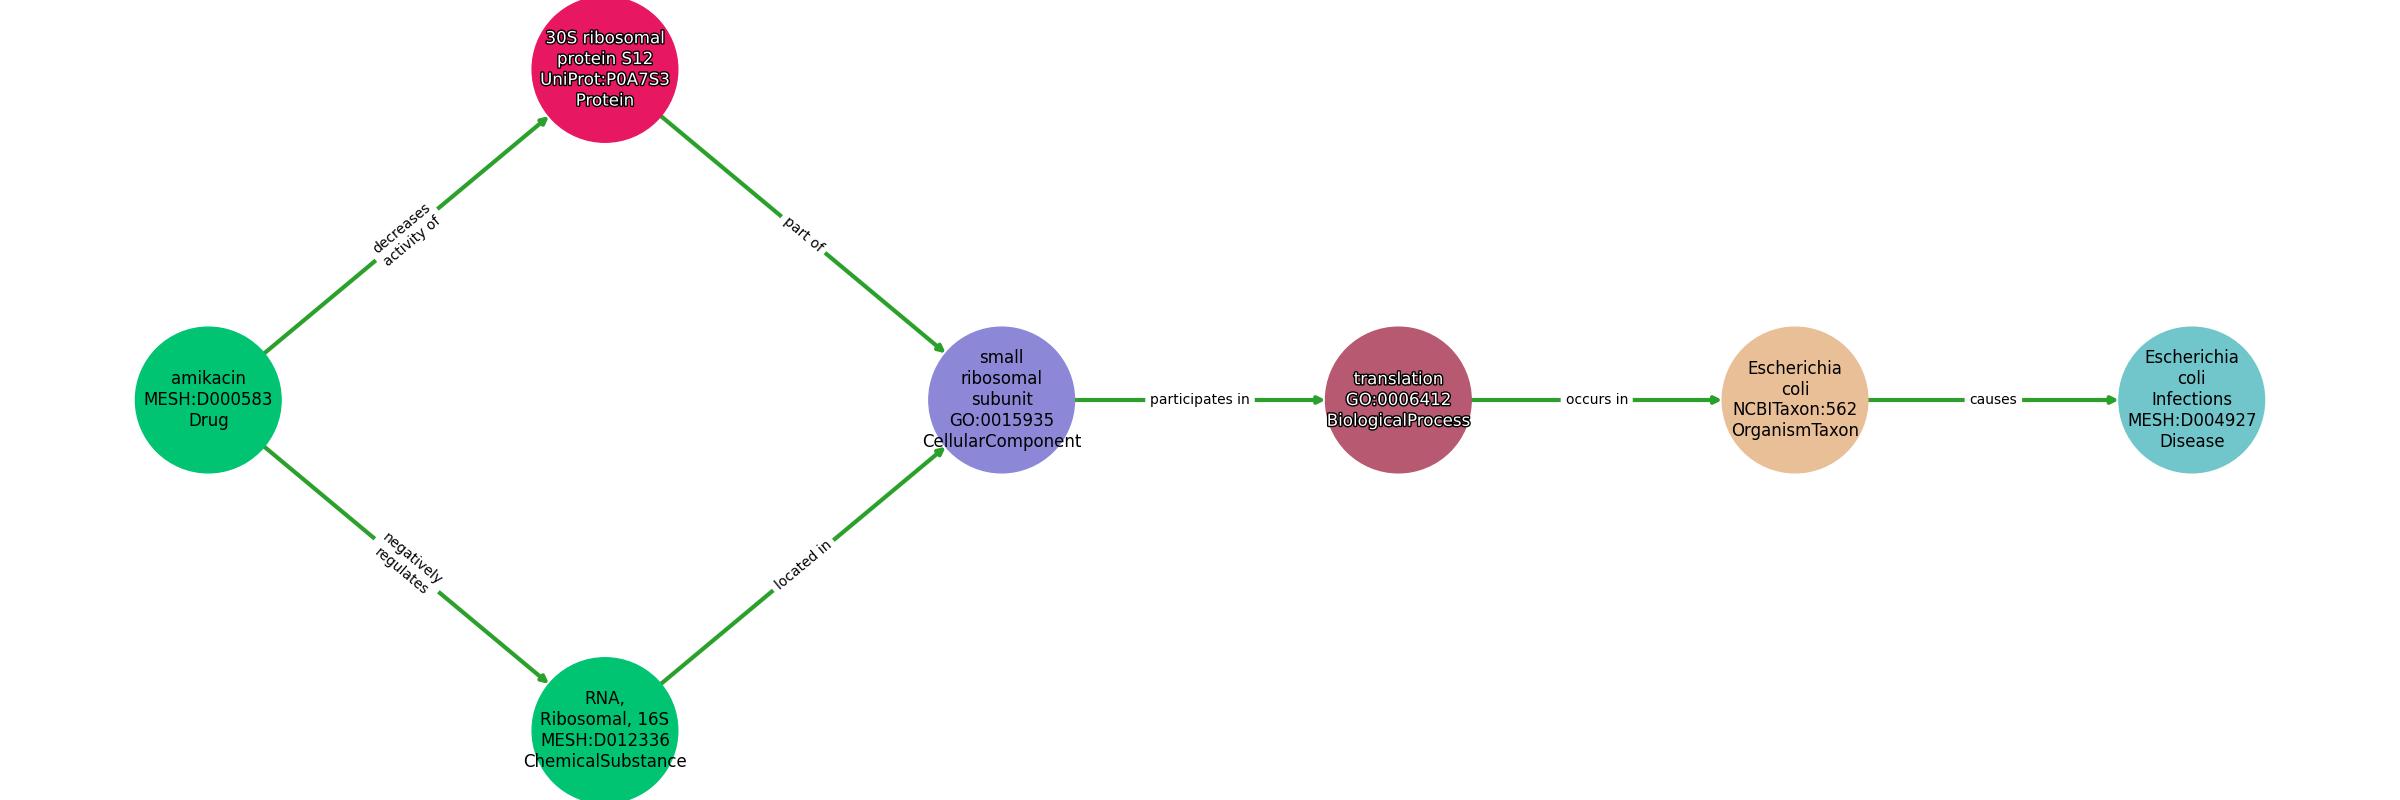 30S ribosomal
protein S12
UniProt:P0A7S3
Protein
decreases
activity of
part of
amikacin
MESH:D000583
Drug
small
ribosomal
subunit
GO:0015935
CellularComponent
participates in
translation
GO:0006412
BiologicalProcess
occurs in
Escherichia
coli
NCBITaxon:562
OrganismTaxon
causes
Escherichia
coli
Infections
MESH:D004927
Disease
negatively
regulates
located in
RNA,
Ribosomal, 16S
MESH:D012336
ChemicalSubstance